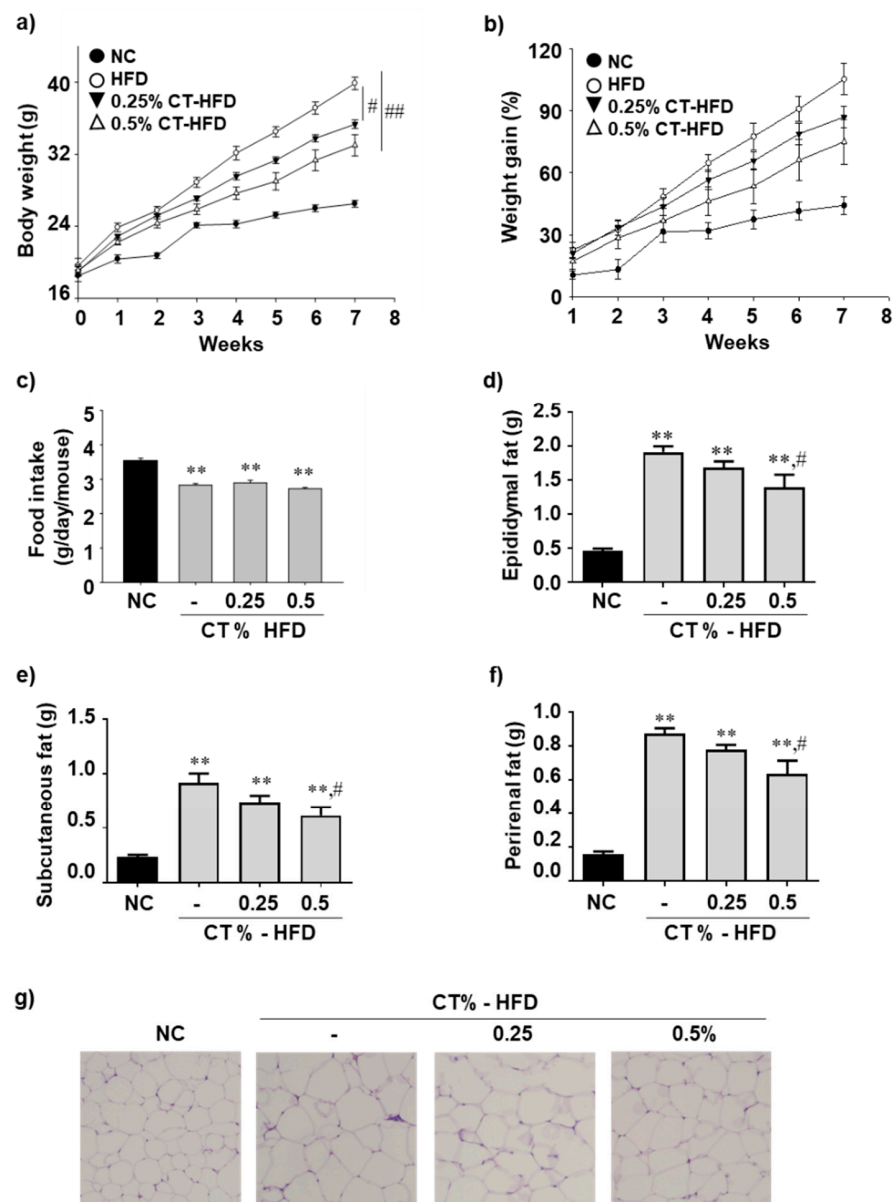 a)
Body weight (g)
40
32
24
16
NC
HFD
0.25% CT-HFD
0.5% CT-HFD
#
##
0 1 2 3 4 5 6 7 8
Weeks
b)
Weight gain (%)
120
90
60
30
0
NC
HFD
0.25% CT-HFD
0.5% CT-HFD
1 2 3 4 5 6 7 8
Weeks
c)
Food intake
(g/day/mouse)
5
4
3
2
1
0
** ** **
NC - 0.25 0.5
CT % HFD
d)
Epididymal fat (g)
2.5
2.0
1.5
1.0
0.5
0.0
** ** **,#
NC - 0.25 0.5
CT % - HFD
e)
Subcutaneous fat (g)
1.5
1.0
0.5
0.0
** ** **,#
NC - 0.25 0.5
CT % - HFD
f)
Perirenal fat (g)
1.0
0.8
0.6
0.2
0.0
** ** **,#
NC - 0.25 0.5
CT % - HFD
g)
CT% - HFD
NC - 0.25 0.5%